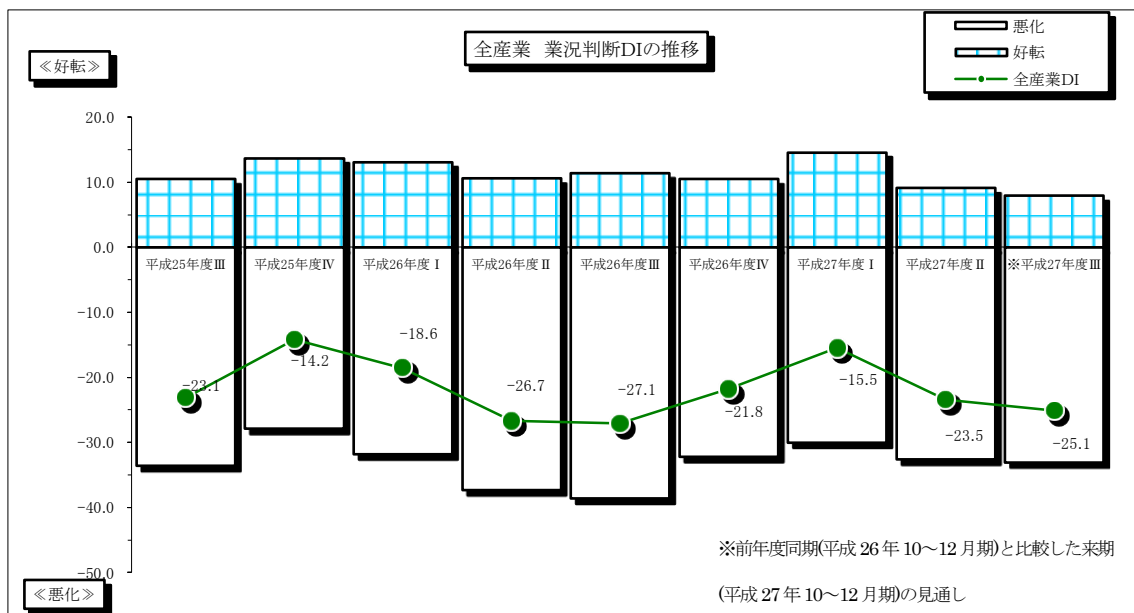 全産業 業況判断DIの推移
≪好転≫
悪化
好転
全産業DI
20.0
10.0
0.0
-10.0
-20.0
-30.0
-40.0
-50.0
平成25年度Ⅲ
平成25年度Ⅳ
平成26年度Ⅰ
平成26年度Ⅱ
平成26年度Ⅲ
平成26年度Ⅳ
平成27年度Ⅰ
平成27年度Ⅱ
※平成27年度Ⅲ
-23.1
-14.2
-18.6
-26.7
-27.1
-21.8
-15.5
-23.5
-25.1
※前年度同期(平成26年10～12月期)と比較した来期
(平成27年10～12月期)の見通し
≪悪化≫